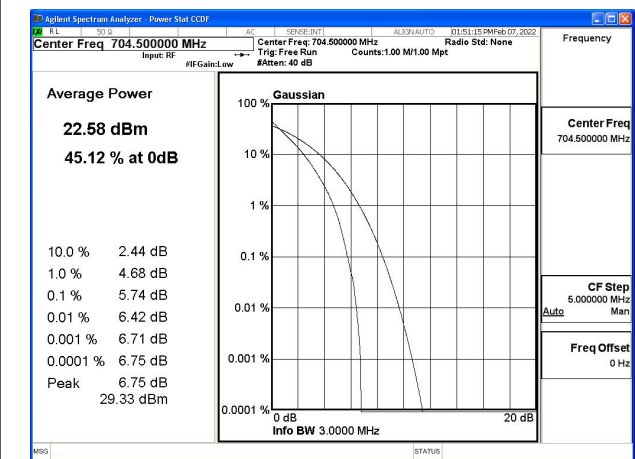 Agilent Spectrum Analyzer - Power Stat CCDF
LXI RL 50 Ω AC SENSE:INT ALIGN AUTO 01:51:15 PM Feb 07, 2022
Center Freq 704.500000 MHz
Center Freq: 704.500000 MHz Radio Std: None
Input: RF Trig: Free Run Counts:1.00 M/1.00 Mpt
#IFGain:Low #Atten: 40 dB
Frequency
Average Power
22.58 dBm
45.12 % at 0dB
10.0 % 2.44 dB
1.0 % 4.68 dB
0.1 % 5.74 dB
0.01 % 6.42 dB
0.001 % 6.71 dB
0.0001 % 6.75 dB
Peak 6.75 dB
29.33 dBm
Gaussian
100 %
10 %
1 %
0.1 %
0.01 %
0.001 %
0.0001 %
0 dB 20 dB
Info BW 3.0000 MHz
Center Freq
704.500000 MHz
CF Step
5.000000 MHz
Auto Man
Freq Offset
0 Hz
MSG STATUS